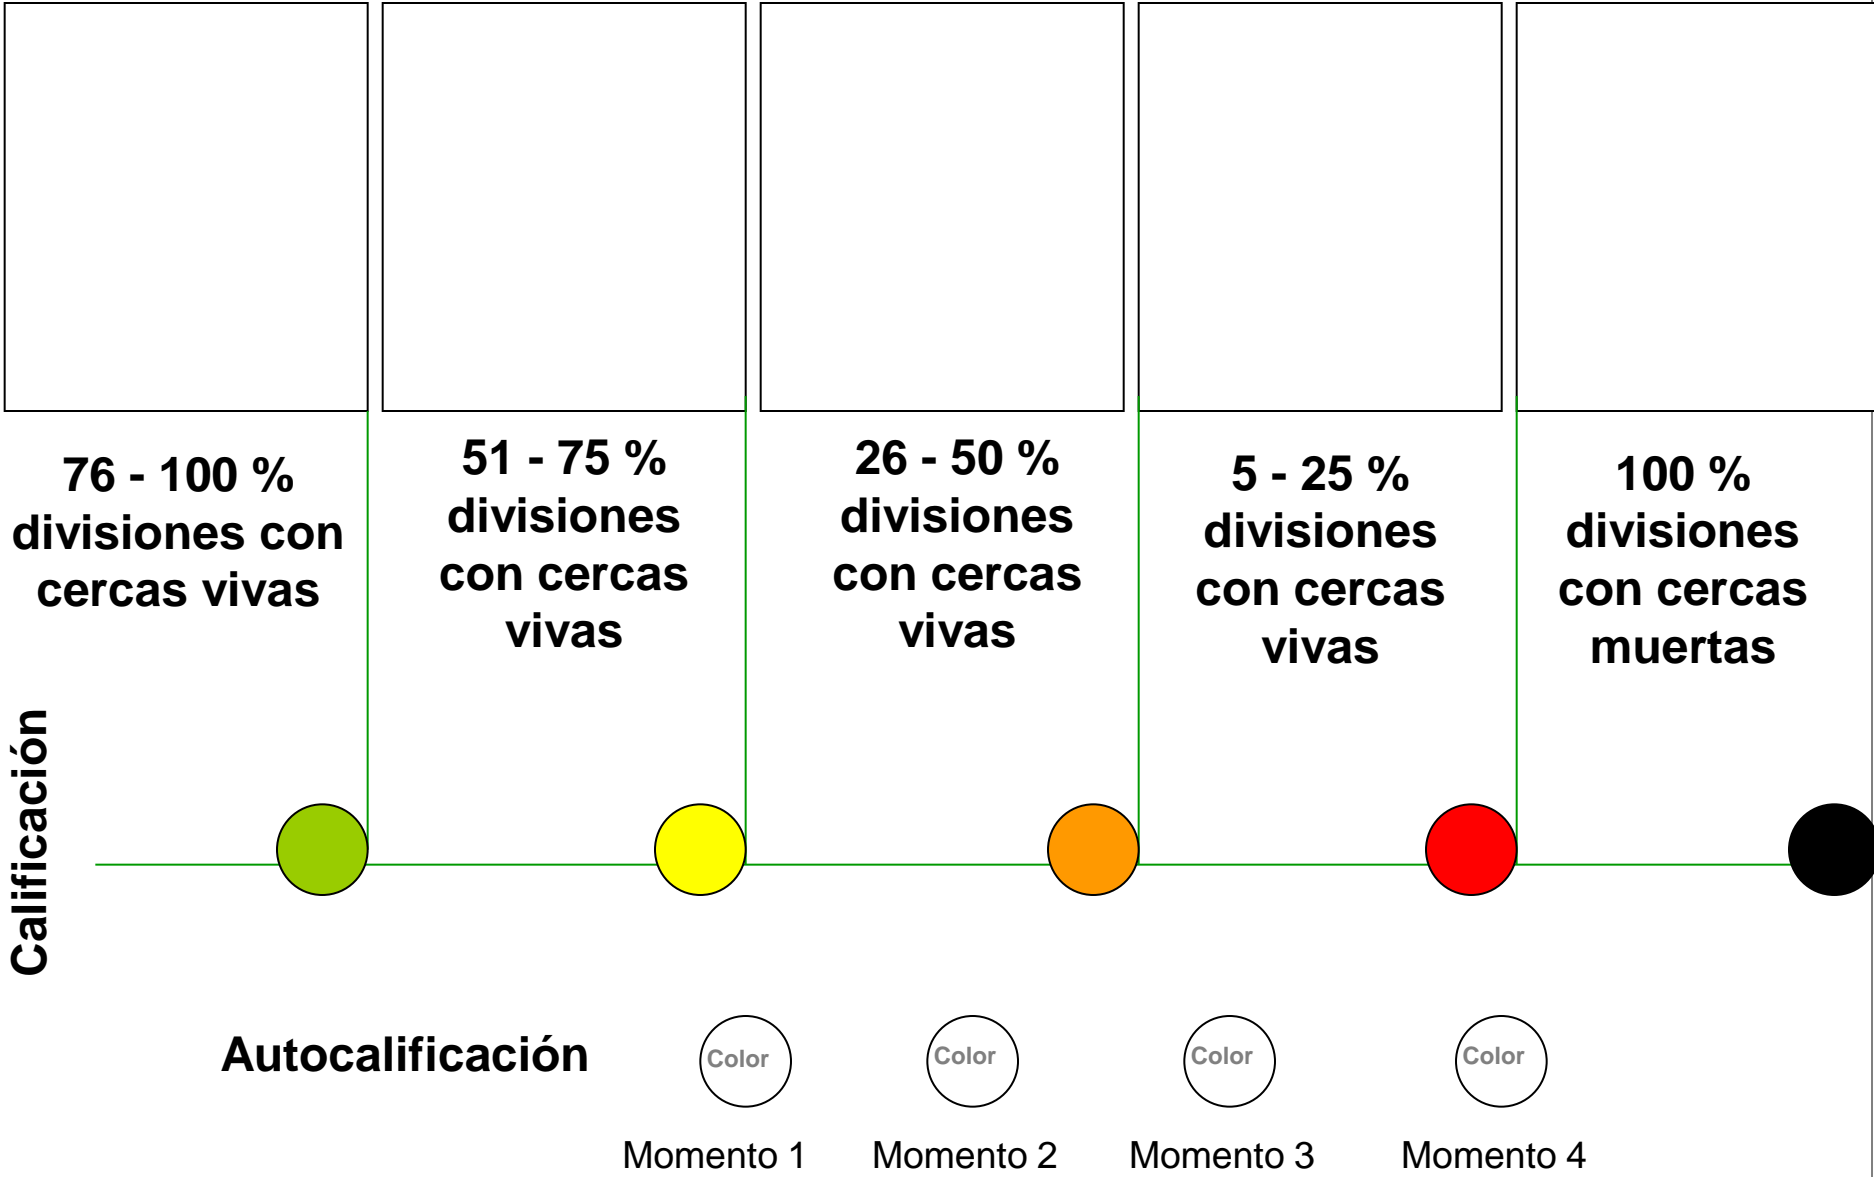 76 - 100 %
divisiones con
cercas vivas
51 - 75 %
divisiones
con cercas
vivas
26 - 50 %
divisiones
con cercas
vivas
5 - 25 %
divisiones
con cercas
vivas
100 %
divisiones
con cercas
muertas
Calificación
Autocalificación
Color
Color
Color
Color
Momento 1
Momento 2
Momento 3
Momento 4